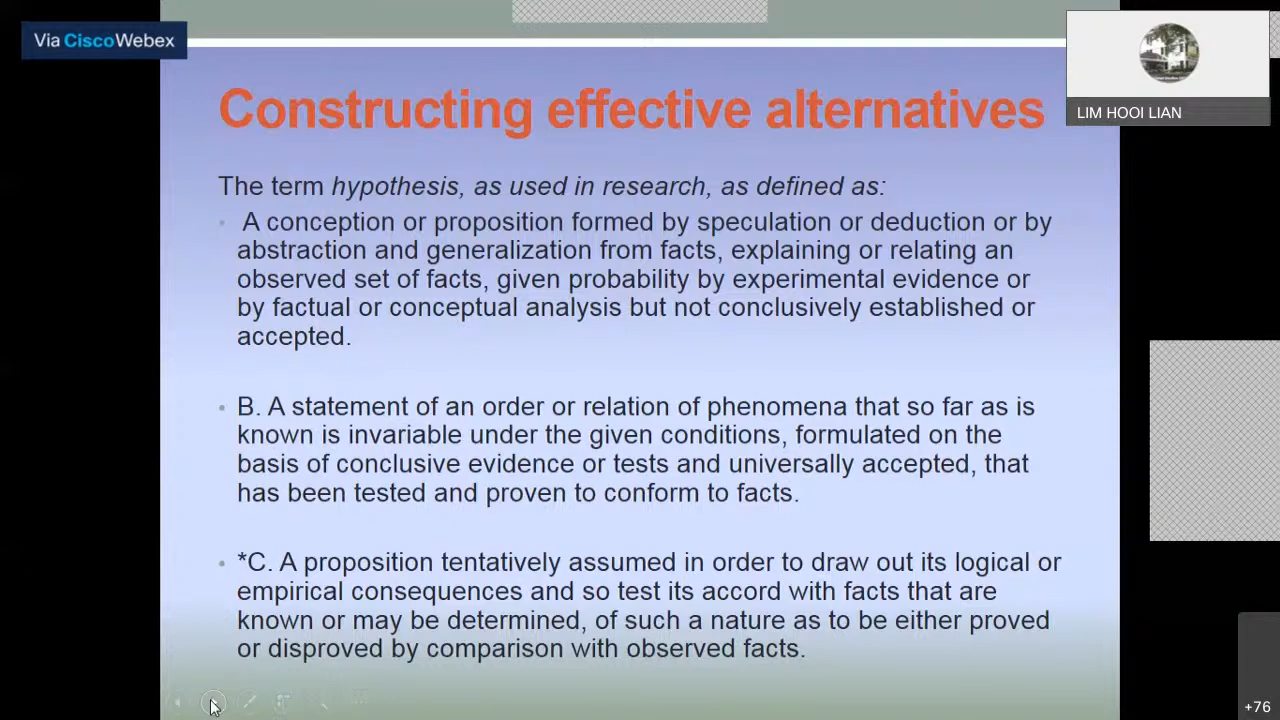 Via CiscoWebex
LIM HOOI LIAN
Constructing effective alternatives
The term hypothesis, as used in research, as defined as:
A conception or proposition formed by speculation or deduction or by
abstraction and generalization from facts, explaining or relating an
observed set of facts, given probability by experimental evidence or
by factual or conceptual analysis but not conclusively established or
accepted.
B. A statement of an order or relation of phenomena that so far as is
known is invariable under the given conditions, formulated on the
basis of conclusive evidence or tests and universally accepted, that
has been tested and proven to conform to facts.
*C. A proposition tentatively assumed in order to draw out its logical or
empirical consequences and so test its accord with facts that are
known or may be determined, of such a nature as to be either proved
or disproved by comparison with observed facts.
+76